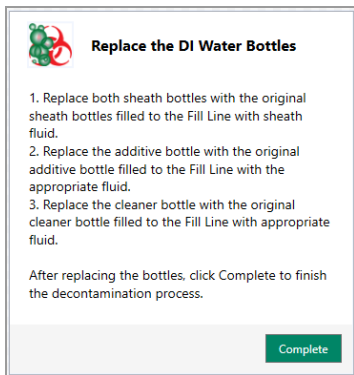 Replace the DI Water Bottles
1. Replace both sheath bottles with the original
sheath bottles filled to the Fill Line with sheath
fluid.
2. Replace the additive bottle with the original
additive bottle filled to the Fill Line with the
appropriate fluid.
3. Replace the cleaner bottle with the original
cleaner bottle filled to the Fill Line with appropriate
fluid.
After replacing the bottles, click Complete to finish
the decontamination process.
Complete